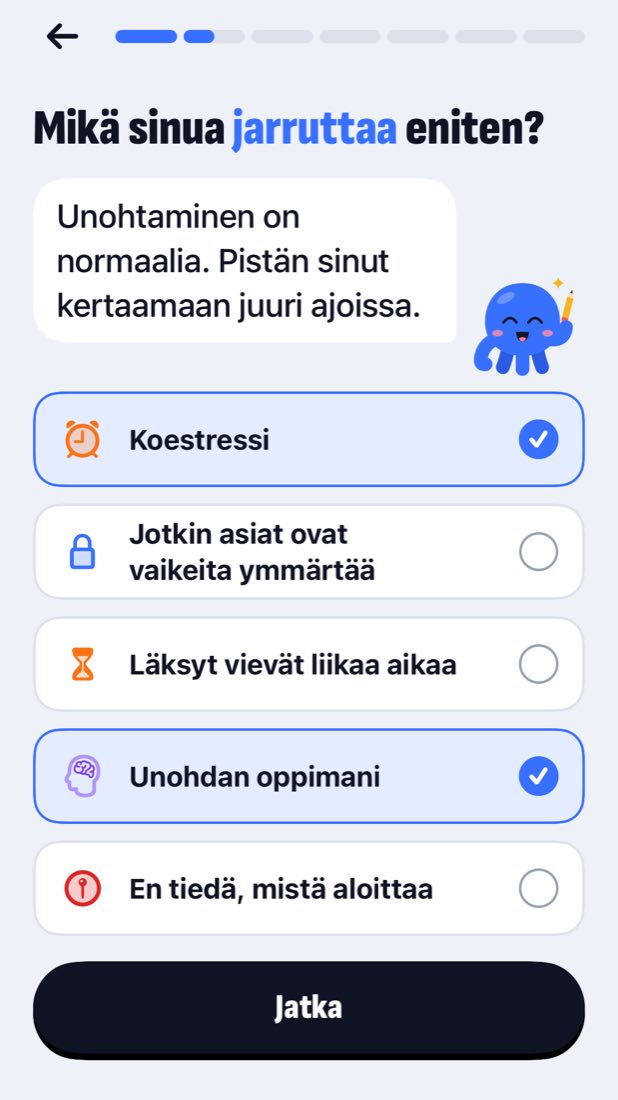 Mikä sinua jarruttaa eniten?
Unohtaminen on
normaalia. Pistän sinut
kertaamaan juuri ajoissa.
Koestressi
Jotkin asiat ovat
vaikeita ymmärtää
Läksyt vievät liikaa aikaa
Unohdan oppimani
En tiedä, mistä aloittaa
Jatka